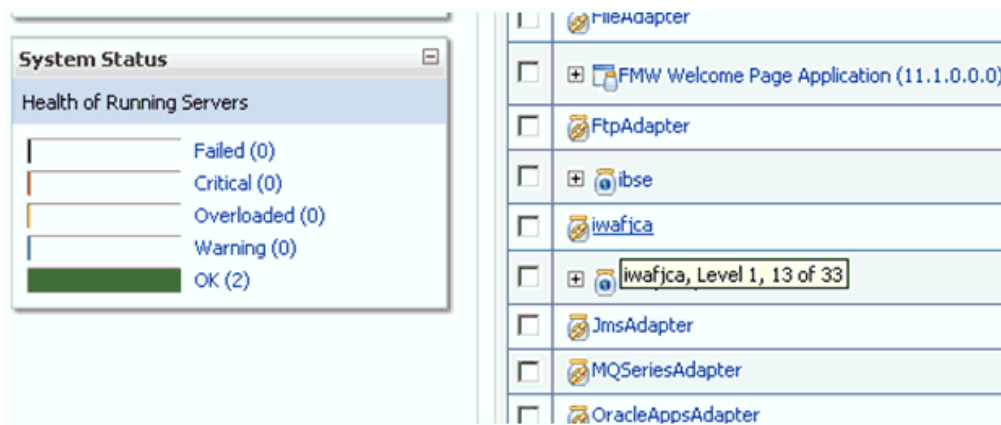 System Status
Health of Running Servers
Failed (0)
Critical (0)
Overloaded (0)
Warning (0)
OK (2)
FileAdapter
FMW Welcome Page Application (11.1.0.0.0)
FtpAdapter
ibse
iwafjca
iwafjca, Level 1, 13 of 33
JmsAdapter
MQSeriesAdapter
OracleAppsAdapter